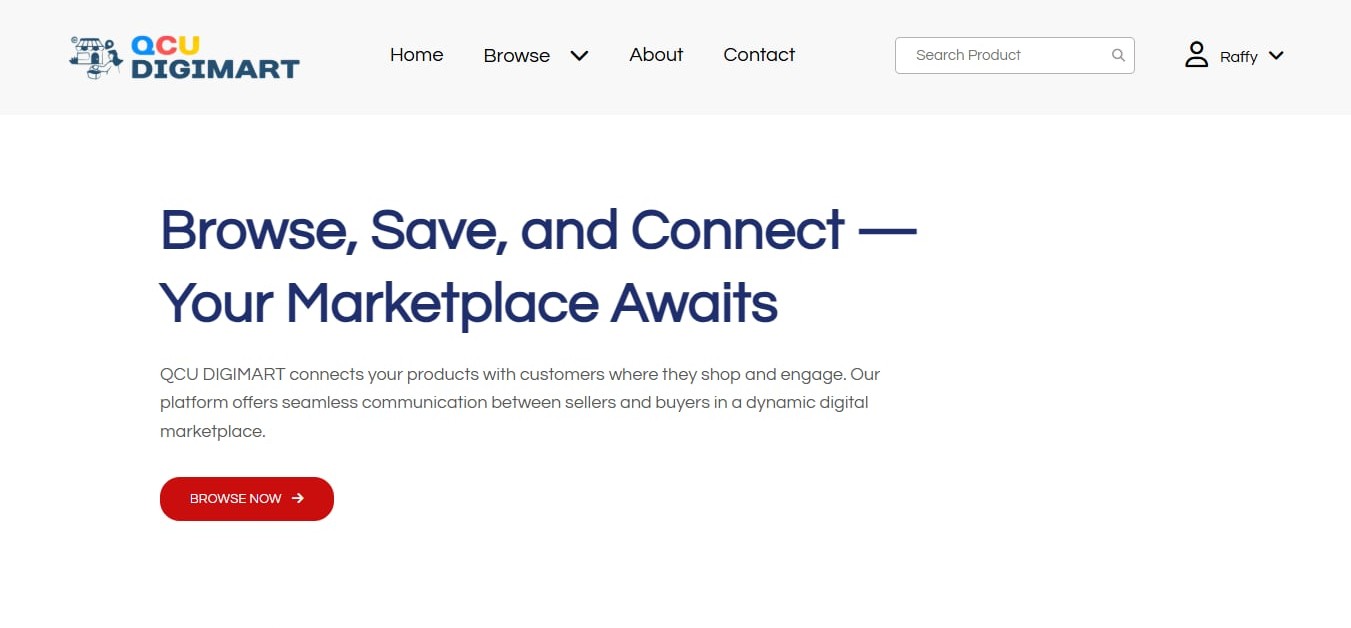 QCU
DIGIMART
Home
Browse
About
Contact
Search Product
Raffy
Browse, Save, and Connect —
Your Marketplace Awaits
QCU DIGIMART connects your products with customers where they shop and engage. Our
platform offers seamless communication between sellers and buyers in a dynamic digital
marketplace.
BROWSE NOW